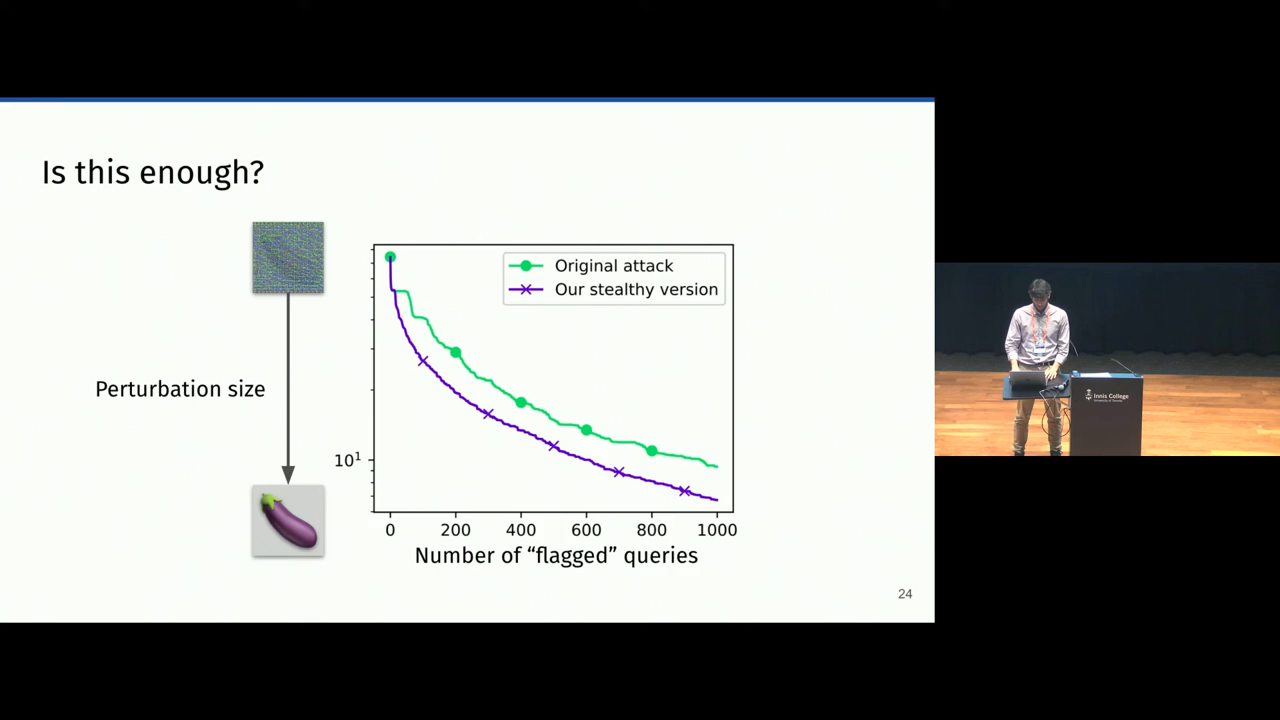 Is this enough?
Original attack
Our stealthy version
Perturbation size
10¹
0 200 400 600 800 1000
Number of “flagged” queries
24
Innis College